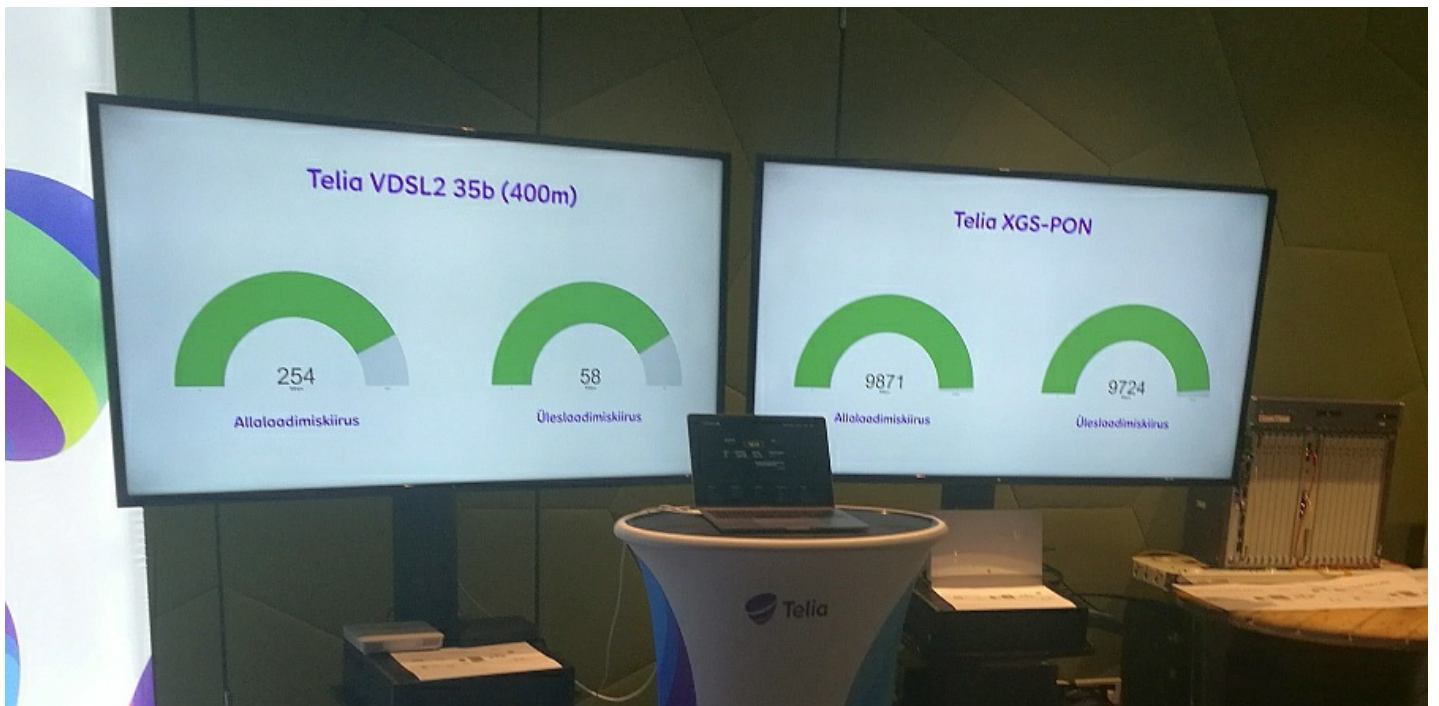 Telia VDSL2 35b (400m)
254
Allalaadimiskiirus
58
Üleslaadimiskiirus
Telia XGS-PON
9871
Allalaadimiskiirus
9724
Üleslaadimiskiirus
Telia